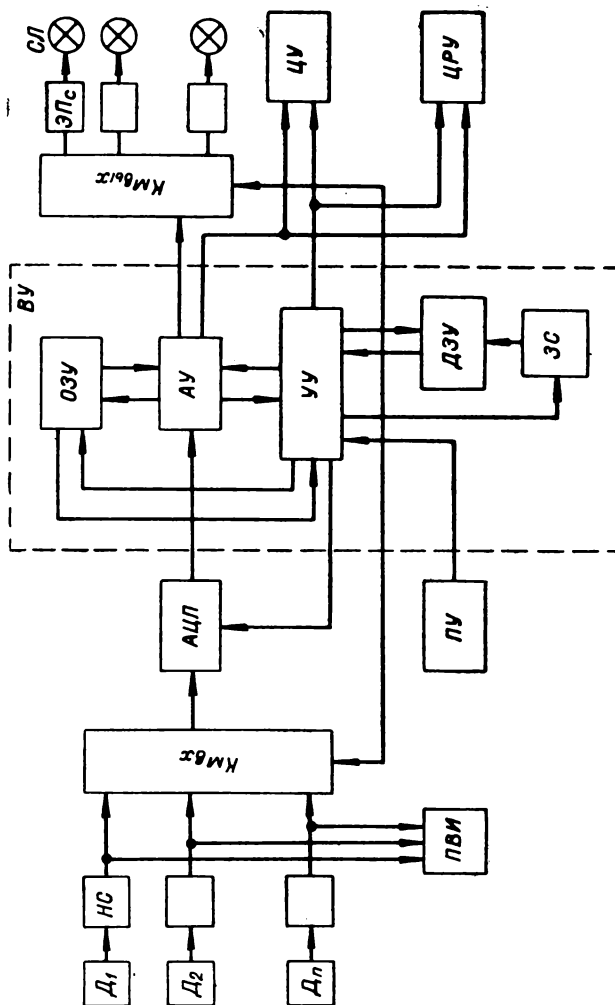 СЛ
ЭПс
КМвых
ЦУ
ЦРУ
ВУ
ОЗУ
АУ
УУ
ДЗУ
ЗС
АЦП
ПУ
КМвх
НС
ПВИ
Д1
Д2
Дn